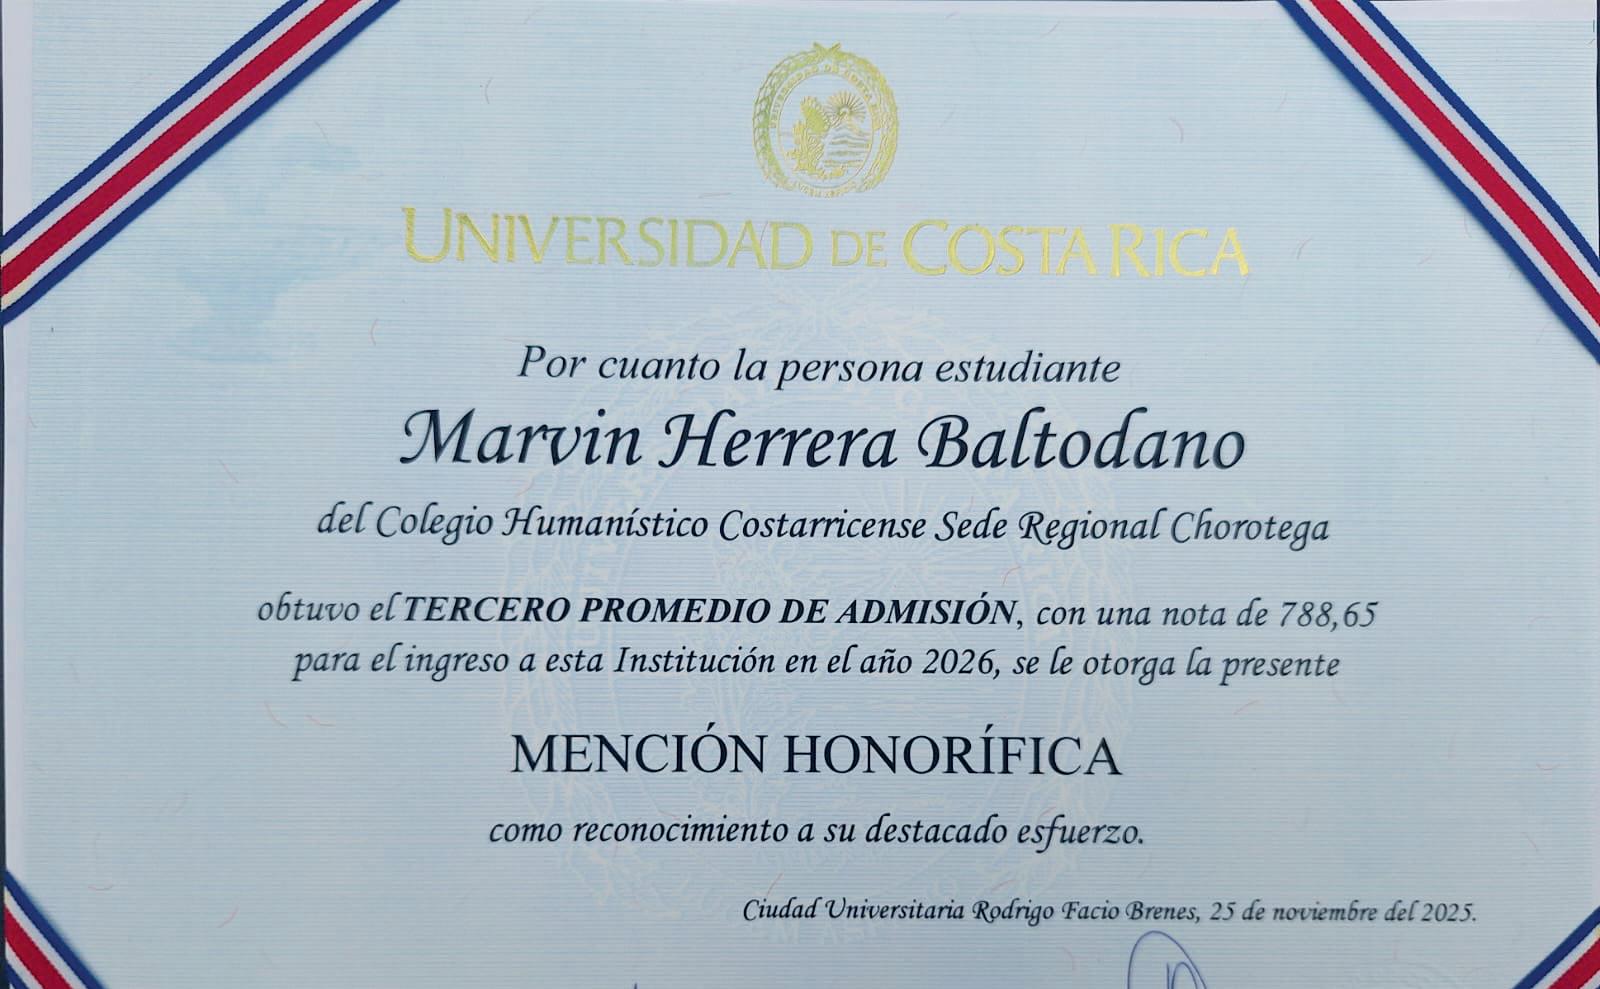 UNIVERSIDAD DE COSTA RICA
Por cuanto la persona estudiante
Marvin Herrera Baltodano
del Colegio Humanístico Costarricense Sede Regional Chorotega
obtuvo el TERCERO PROMEDIO DE ADMISIÓN, con una nota de 788,65
para el ingreso a esta Institución en el año 2026, se le otorga la presente
MENCIÓN HONORÍFICA
como reconocimiento a su destacado esfuerzo.
Ciudad Universitaria Rodrigo Facio Brenes, 25 de noviembre del 2025.